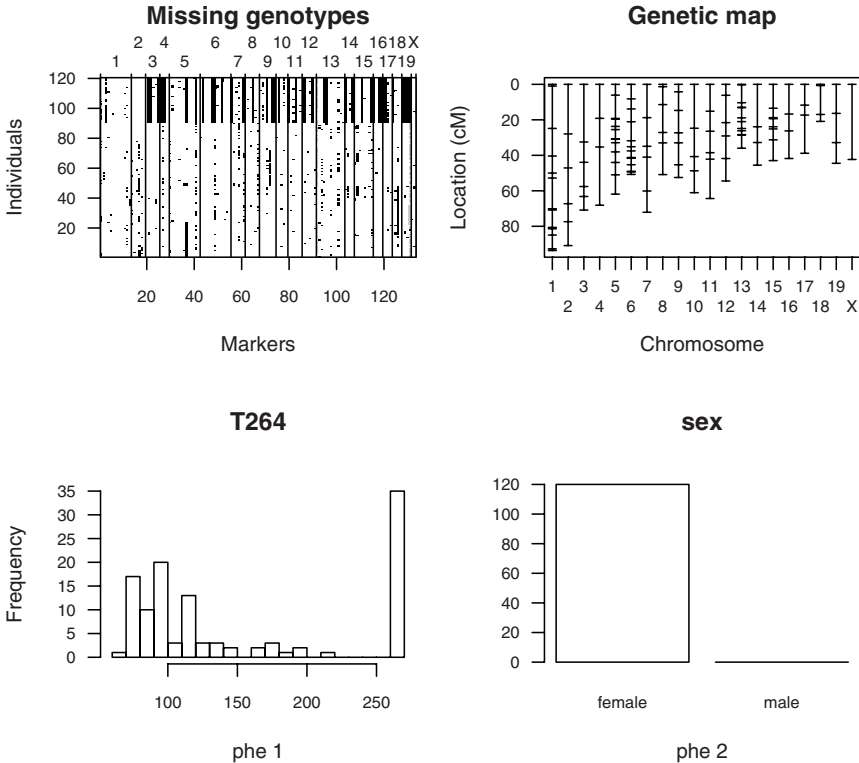 Missing genotypes
2 4 6 8 10 12 14 16 18 X
1 3 5 7 9 11 13 15 17 19
120
100
80
60
40
20
Individuals
20 40 60 80 100 120
Markers
Genetic map
0
20
40
60
80
Location (cM)
1 3 5 7 9 11 13 15 17 19
2 4 6 8 10 12 14 16 18 X
Chromosome
T264
35
30
25
20
15
10
5
0
Frequency
100 150 200 250
phe 1
sex
120
100
80
60
40
20
0
female male
phe 2